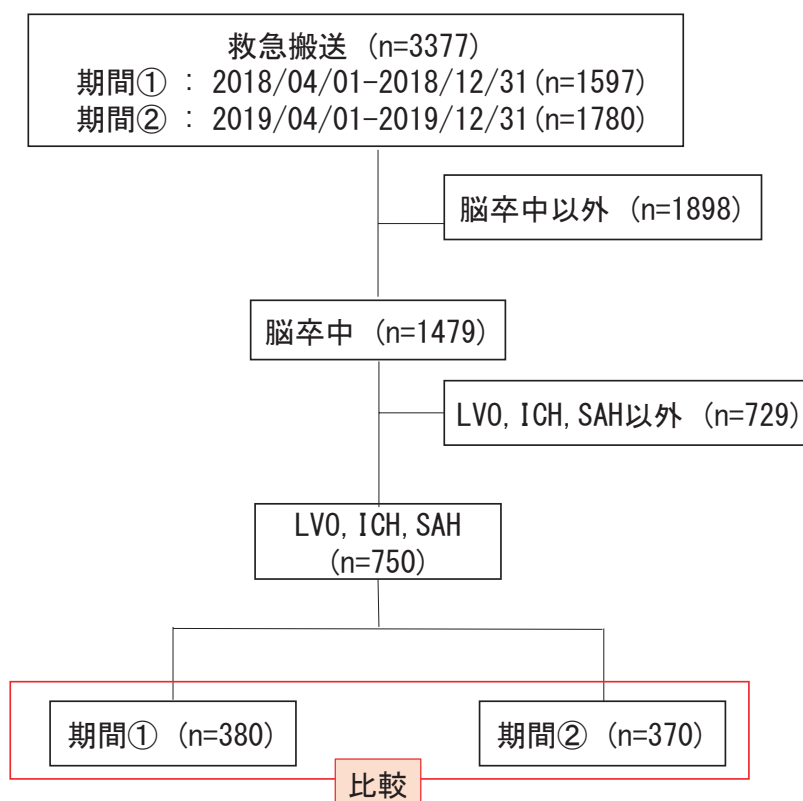 救急搬送 (n=3377)
期間① : 2018/04/01-2018/12/31(n=1597)
期間② : 2019/04/01-2019/12/31(n=1780)
脳卒中以外 (n=1898)
脳卒中 (n=1479)
LVO, ICH, SAH以外 (n=729)
LVO, ICH, SAH
(n=750)
期間① (n=380)
期間② (n=370)
比較